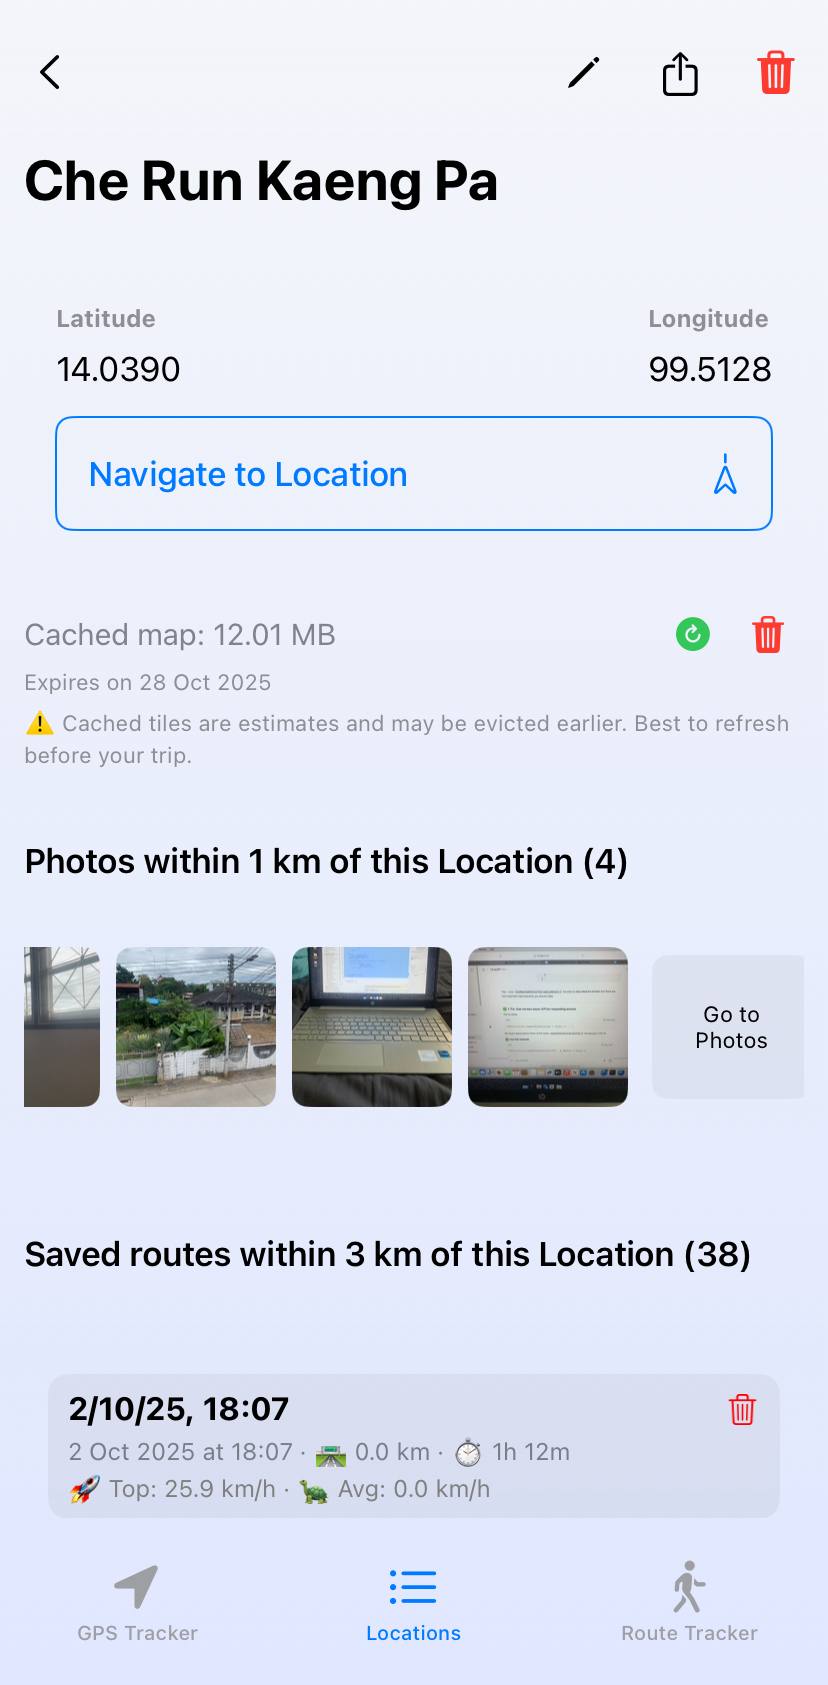 Che Run Kaeng Pa
Latitude
Longitude
14.0390
99.5128
Navigate to Location
Cached map: 12.01 MB
Expires on 28 Oct 2025
⚠️ Cached tiles are estimates and may be evicted earlier. Best to refresh
before your trip.
Photos within 1 km of this Location (4)
Go to
Photos
Saved routes within 3 km of this Location (38)
2/10/25, 18:07
2 Oct 2025 at 18:07 · 🛣️ 0.0 km · ⏱️ 1h 12m
🚀 Top: 25.9 km/h · 🐢 Avg: 0.0 km/h
GPS Tracker
Locations
Route Tracker